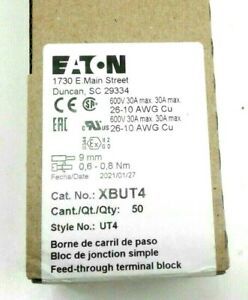 EATON
1730 E.Main Street
Duncan, SC 29334
600V 30A max. 30A max.
26-10 AWG Cu
600V 30A max. 30A max.
26-10 AWG Cu
9 mm
0,6 - 0,8 Nm
Fecha/Date 2021/01/27
Cat. No.: XBUT4
Cant./Qt./Qty: 50
Style No.: UT4
Borne de carril de paso
Bloc de jonction simple
Feed-through terminal block